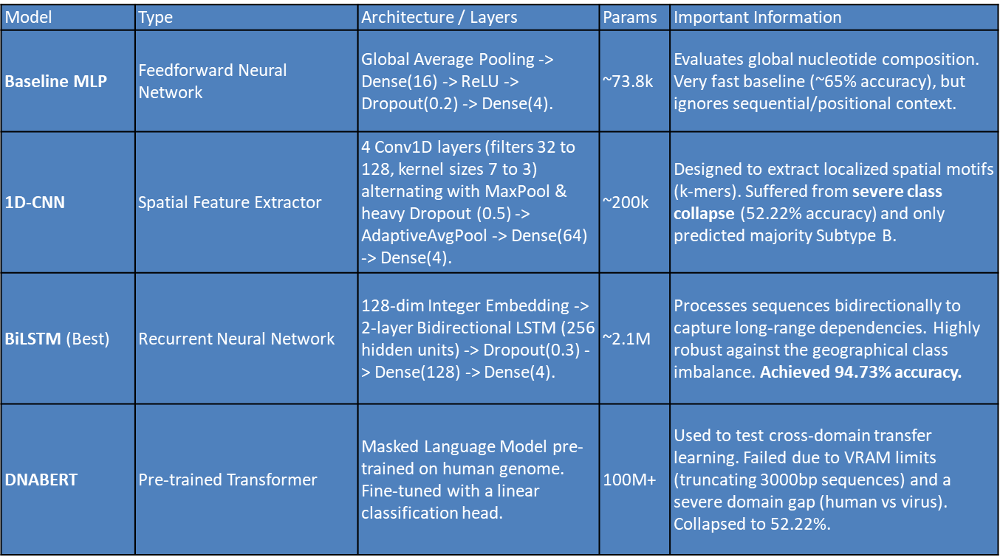 Model
Type
Architecture / Layers
Params
Important Information
Baseline MLP
Feedforward Neural
Network
Global Average Pooling ->
Dense(16) -> ReLU ->
Dropout(0.2) -> Dense(4).
~73.8k
Evaluates global nucleotide composition.
Very fast baseline (~65% accuracy), but
ignores sequential/positional context.
1D-CNN
Spatial Feature Extractor
4 Conv1D layers (filters 32 to
128, kernel sizes 7 to 3)
alternating with MaxPool &
heavy Dropout (0.5) ->
AdaptiveAvgPool -> Dense(64)
-> Dense(4).
~200k
Designed to extract localized spatial motifs
(k-mers). Suffered from severe class
collapse (52.22% accuracy) and only
predicted majority Subtype B.
BiLSTM (Best)
Recurrent Neural Network
128-dim Integer Embedding ->
2-layer Bidirectional LSTM (256
hidden units) -> Dropout(0.3) -
> Dense(128) -> Dense(4).
~2.1M
Processes sequences bidirectionally to
capture long-range dependencies. Highly
robust against the geographical class
imbalance. Achieved 94.73% accuracy.
DNABERT
Pre-trained Transformer
Masked Language Model pre-
trained on human genome.
Fine-tuned with a linear
classification head.
100M+
Used to test cross-domain transfer
learning. Failed due to VRAM limits
(truncating 3000bp sequences) and a
severe domain gap (human vs virus).
Collapsed to 52.22%.